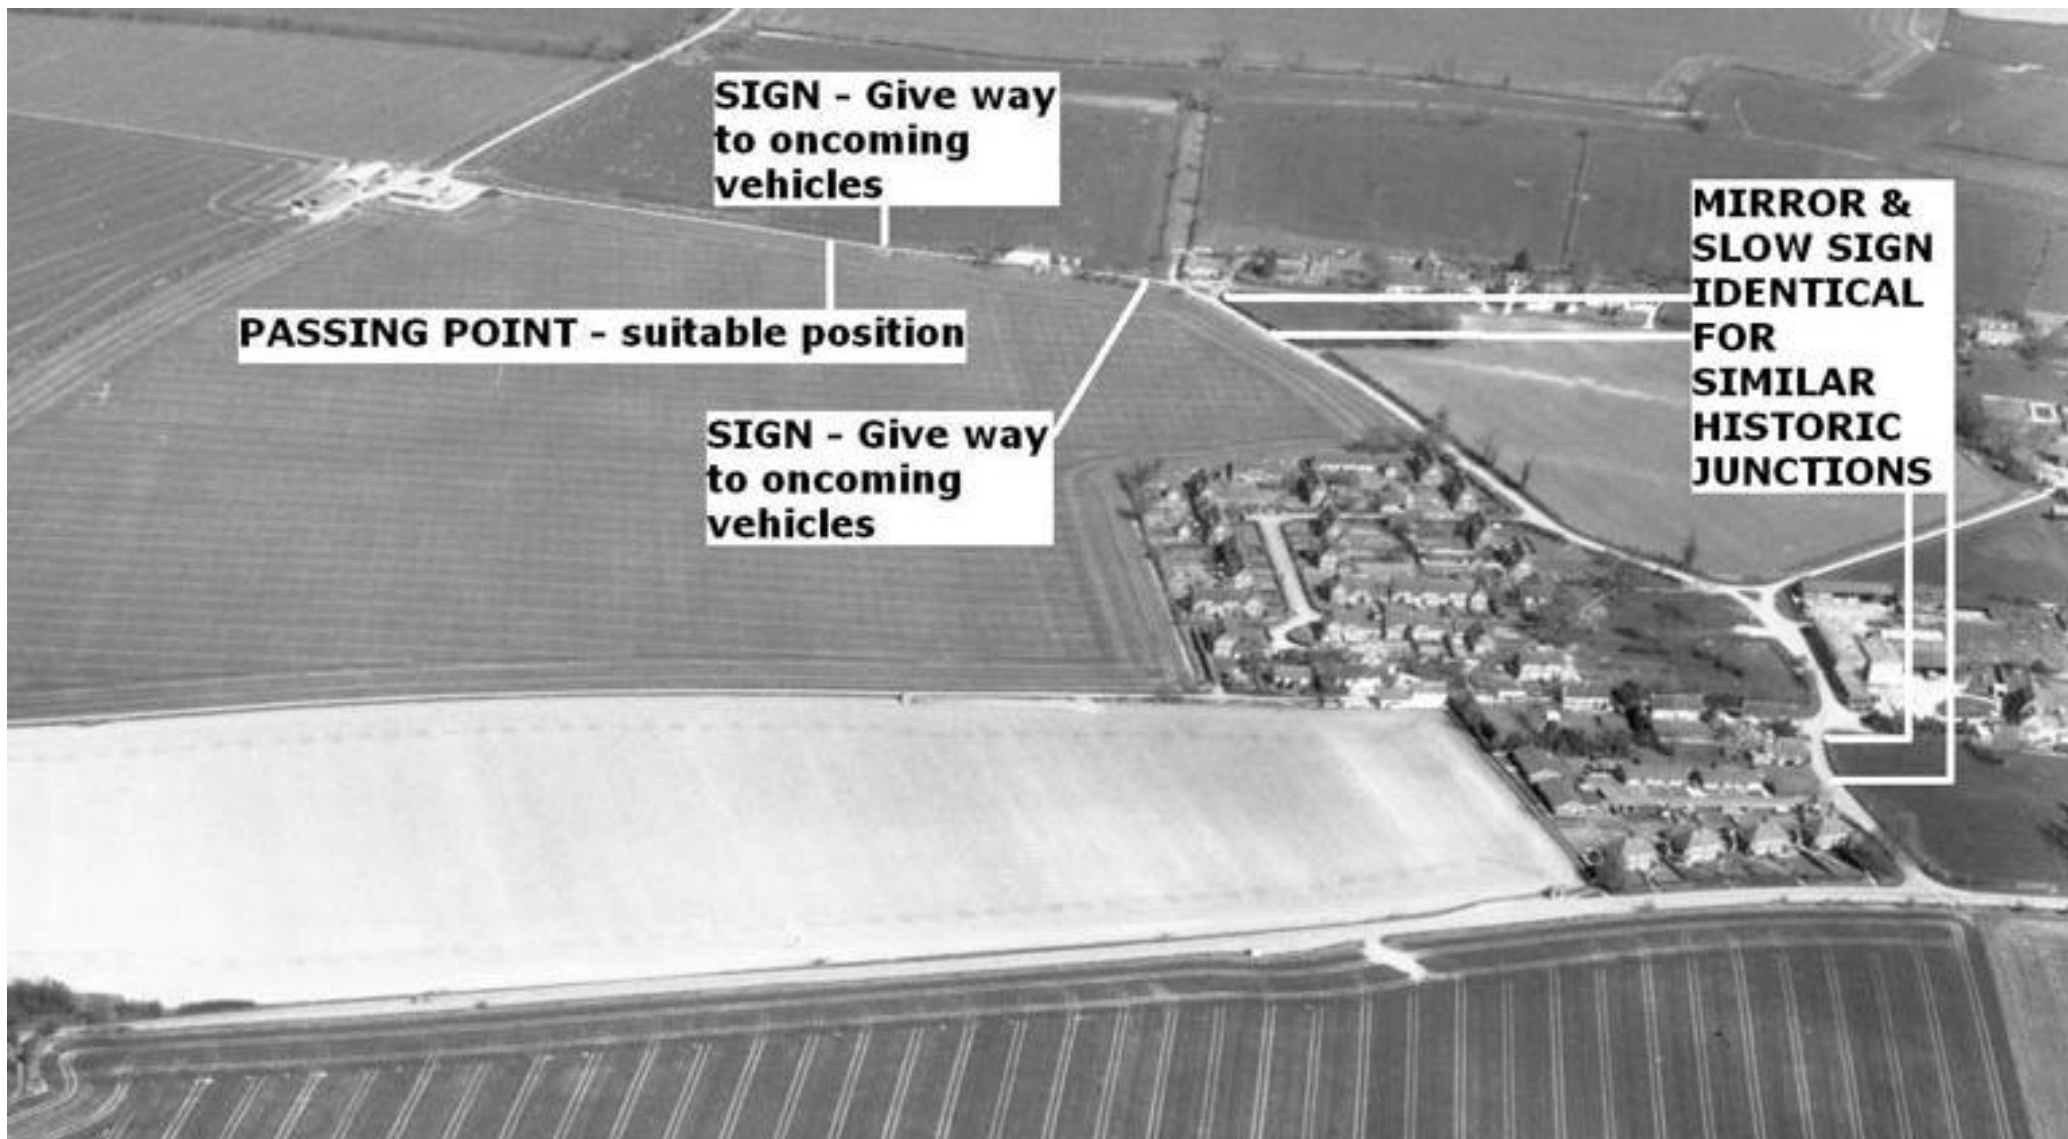 SIGN - Give way
to oncoming
vehicles
PASSING POINT - suitable position
SIGN - Give way
to oncoming
vehicles
MIRROR &
SLOW SIGN
IDENTICAL
FOR
SIMILAR
HISTORIC
JUNCTIONS